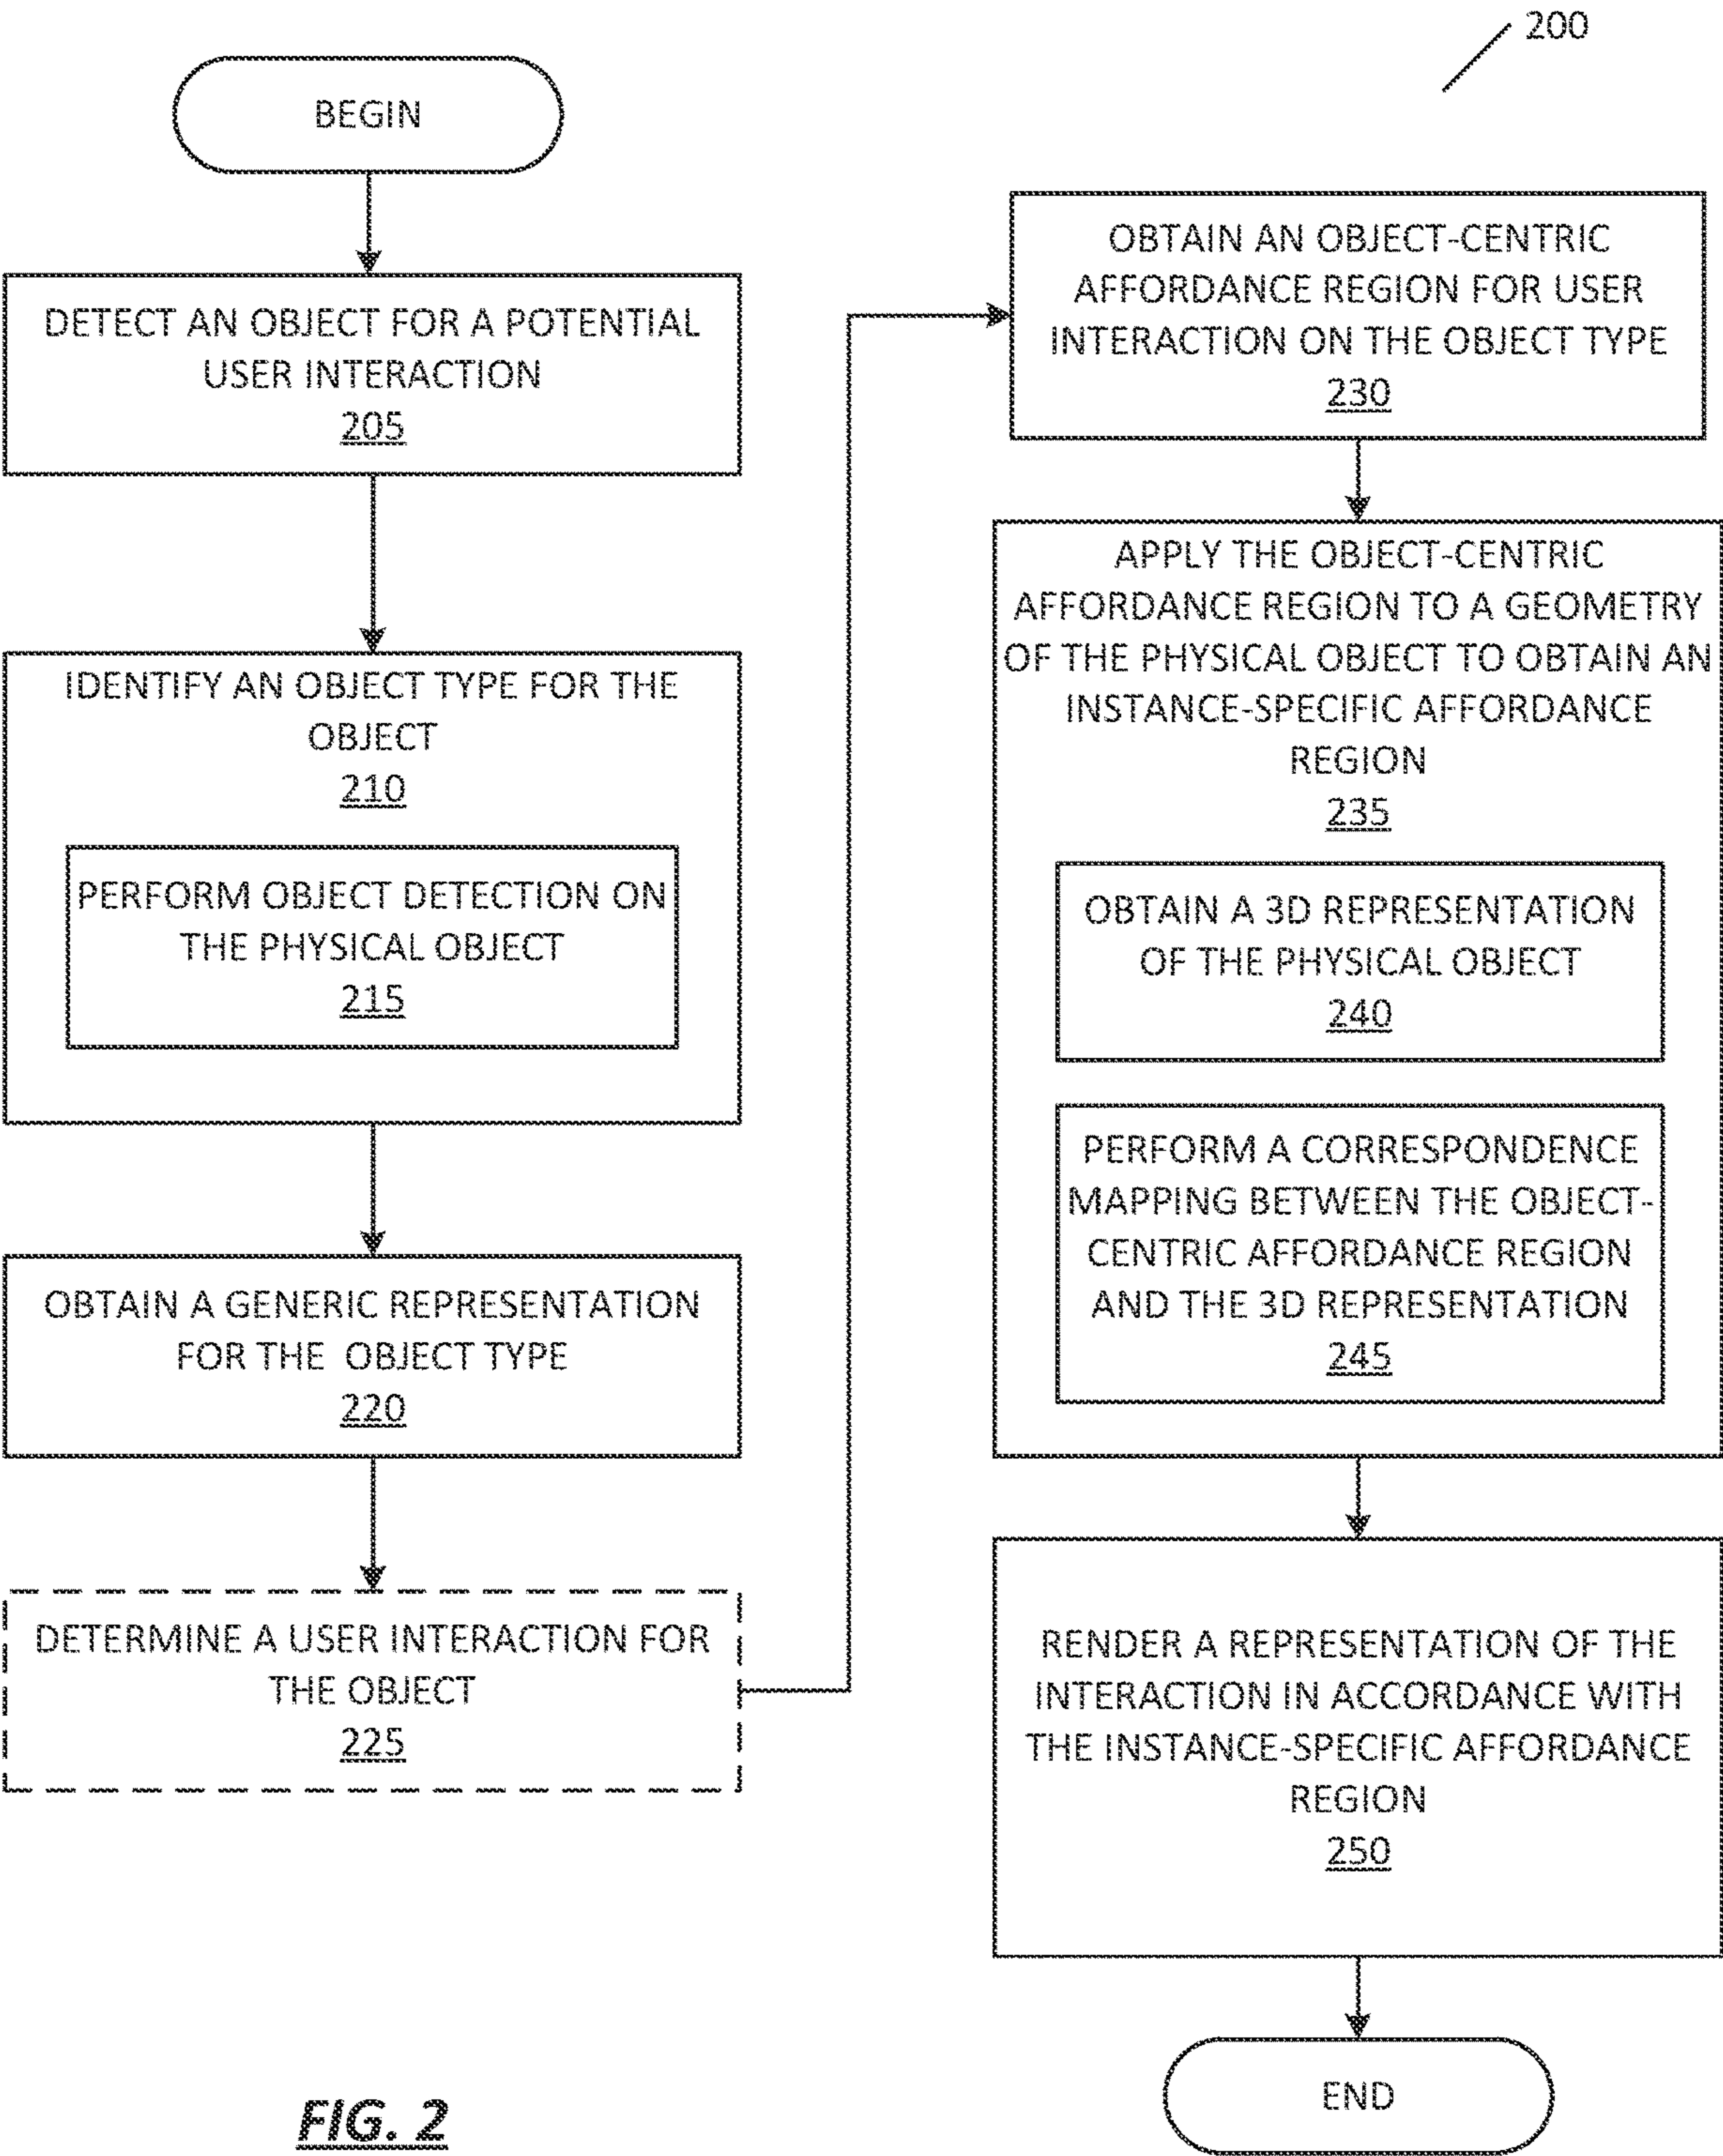 200
BEGIN
DETECT AN OBJECT FOR A POTENTIAL
USER INTERACTION
205
IDENTIFY AN OBJECT TYPE FOR THE
OBJECT
210
PERFORM OBJECT DETECTION ON
THE PHYSICAL OBJECT
215
OBTAIN A GENERIC REPRESENTATION
FOR THE OBJECT TYPE
220
DETERMINE A USER INTERACTION FOR
THE OBJECT
225
OBTAIN AN OBJECT-CENTRIC
AFFORDANCE REGION FOR USER
INTERACTION ON THE OBJECT TYPE
230
APPLY THE OBJECT-CENTRIC
AFFORDANCE REGION TO A GEOMETRY
OF THE PHYSICAL OBJECT TO OBTAIN AN
INSTANCE-SPECIFIC AFFORDANCE
REGION
235
OBTAIN A 3D REPRESENTATION
OF THE PHYSICAL OBJECT
240
PERFORM A CORRESPONDENCE
MAPPING BETWEEN THE OBJECT-
CENTRIC AFFORDANCE REGION
AND THE 3D REPRESENTATION
245
RENDER A REPRESENTATION OF THE
INTERACTION IN ACCORDANCE WITH
THE INSTANCE-SPECIFIC AFFORDANCE
REGION
250
END
FIG. 2